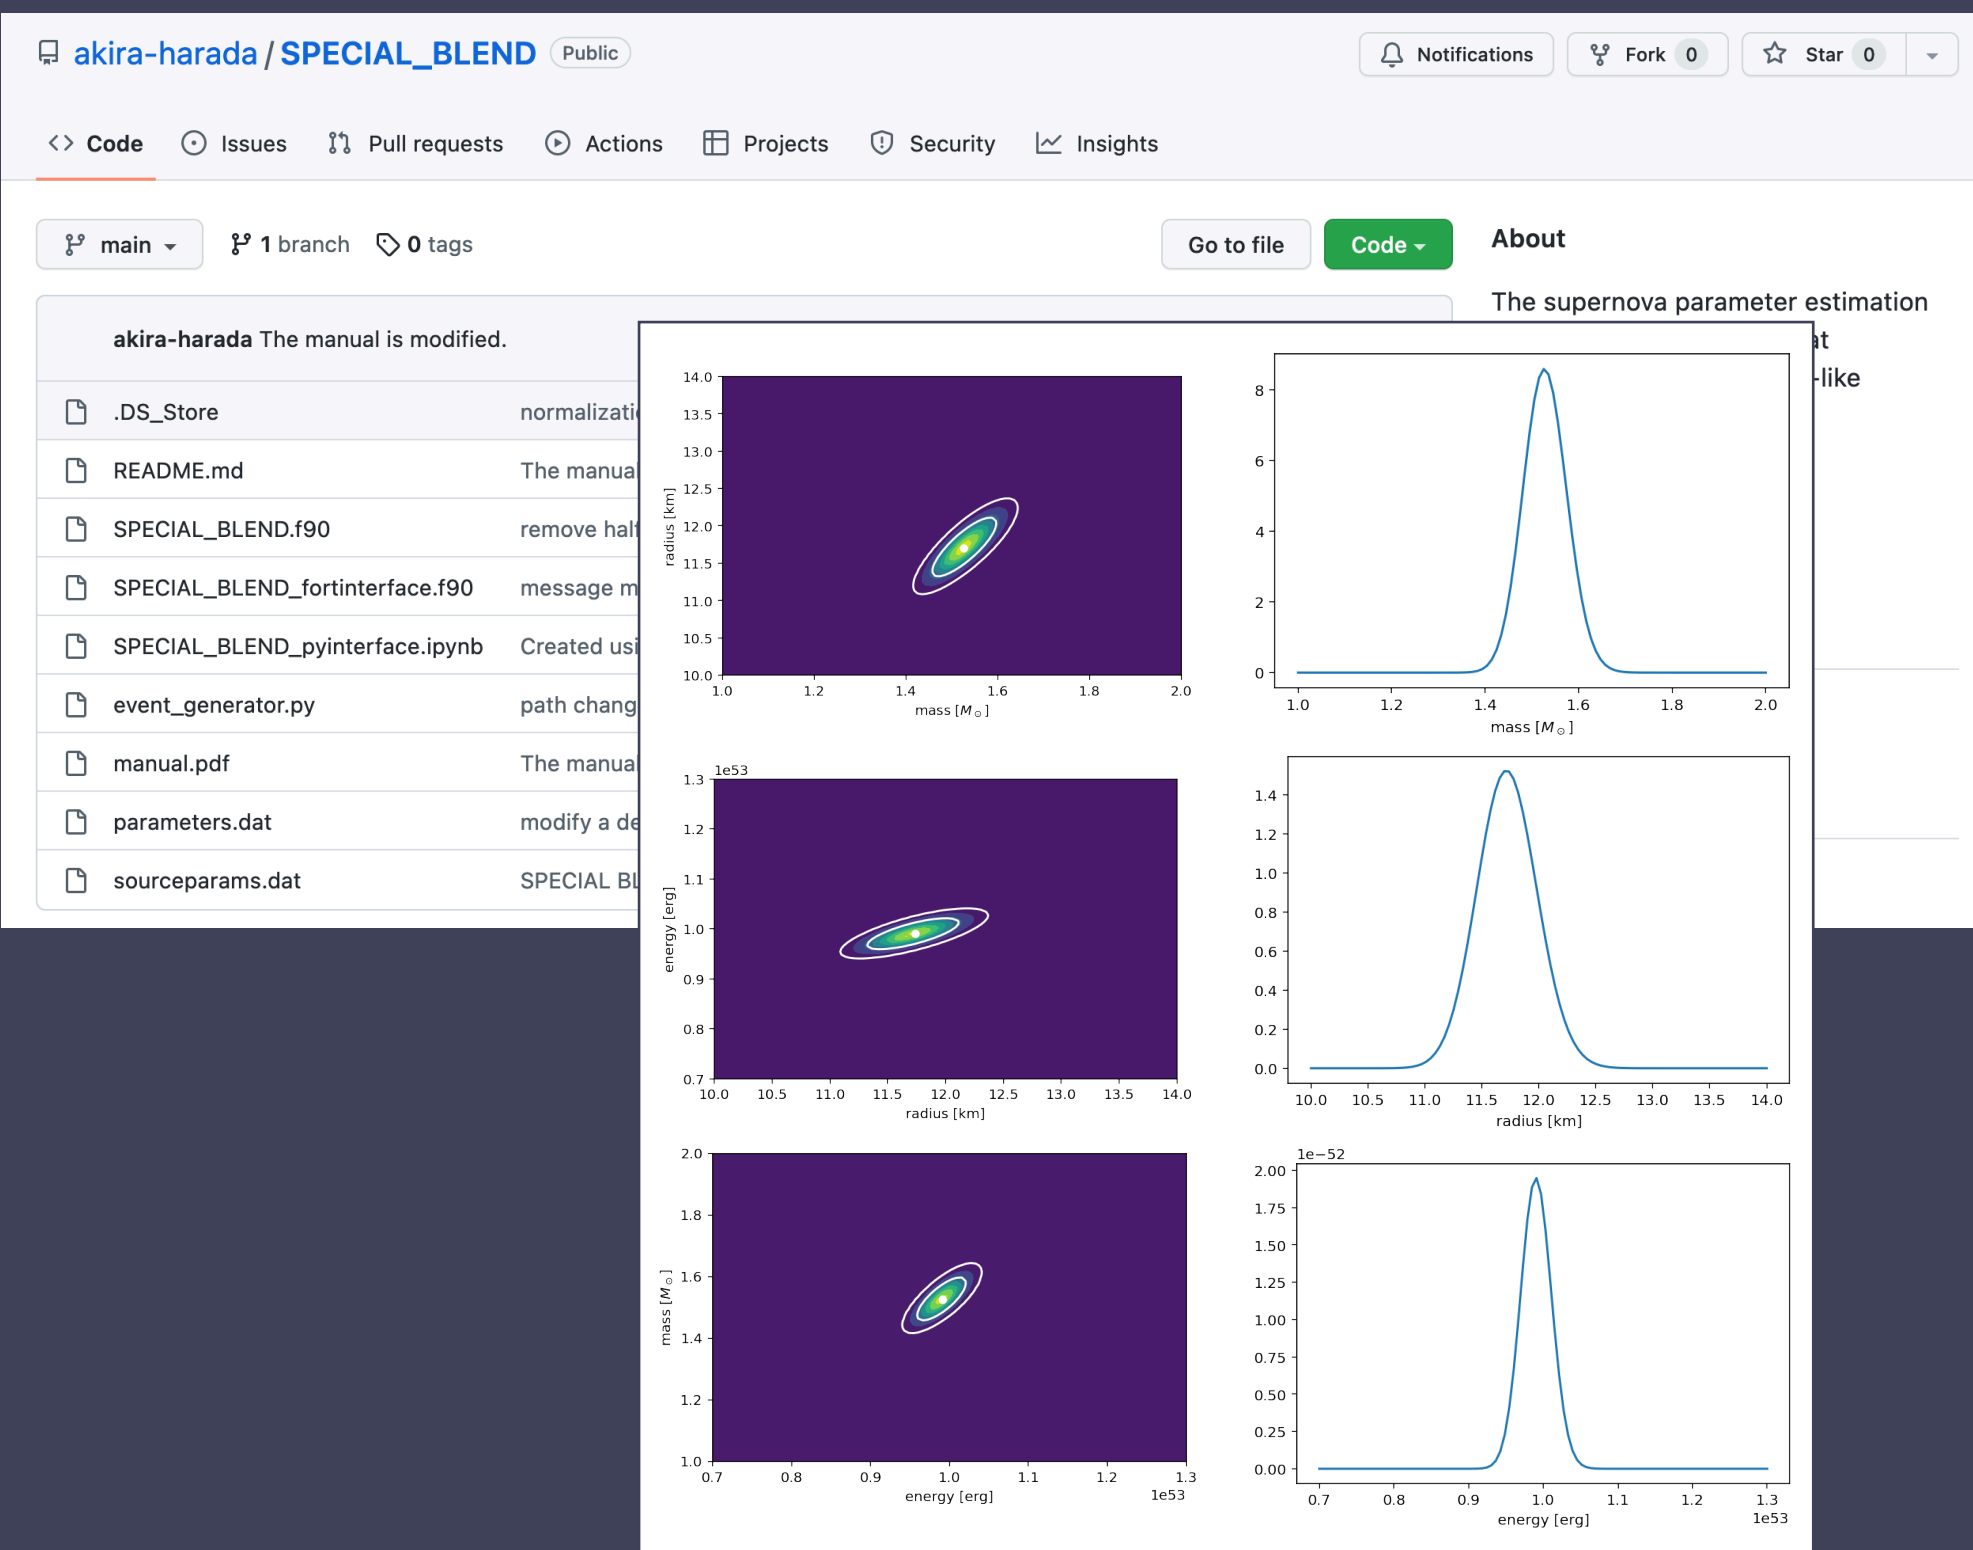 akira-harada / SPECIAL_BLEND Public
Notifications Fork 0 Star 0
Code Issues Pull requests Actions Projects Security Insights
main 1 branch 0 tags Go to file Code
About
The supernova parameter estimation
-like
akira-harada The manual is modified.
.DS_Store
README.md The manual
SPECIAL_BLEND.f90 remove
SPECIAL_BLEND_fortinterface.f90 message
SPECIAL_BLEND_pyinterface.ipynb Created
event_generator.py path
manual.pdf The manual
parameters.dat modify a
sourceparams.dat SPECIAL
14.0
13.5
13.0
12.5
12.0
11.5
11.0
10.5
10.0
radius [km]
1.0 1.2 1.4 1.6 1.8 2.0
mass [M⊙]
8
6
4
2
0
1.0 1.2 1.4 1.6 1.8 2.0
mass [M⊙]
1e53
1.3
1.2
1.1
1.0
0.9
0.8
0.7
energy [erg]
10.0 10.5 11.0 11.5 12.0 12.5 13.0 13.5 14.0
radius [km]
1.4
1.2
1.0
0.8
0.6
0.4
0.2
0.0
10.0 10.5 11.0 11.5 12.0 12.5 13.0 13.5 14.0
radius [km]
2.0
1.8
1.6
1.4
1.2
1.0
mass [M⊙]
0.7 0.8 0.9 1.0 1.1 1.2 1.3
energy [erg]
1e53
1e−52
2.00
1.75
1.50
1.25
1.00
0.75
0.50
0.25
0.00
0.7 0.8 0.9 1.0 1.1 1.2 1.3
energy [erg]
1e53